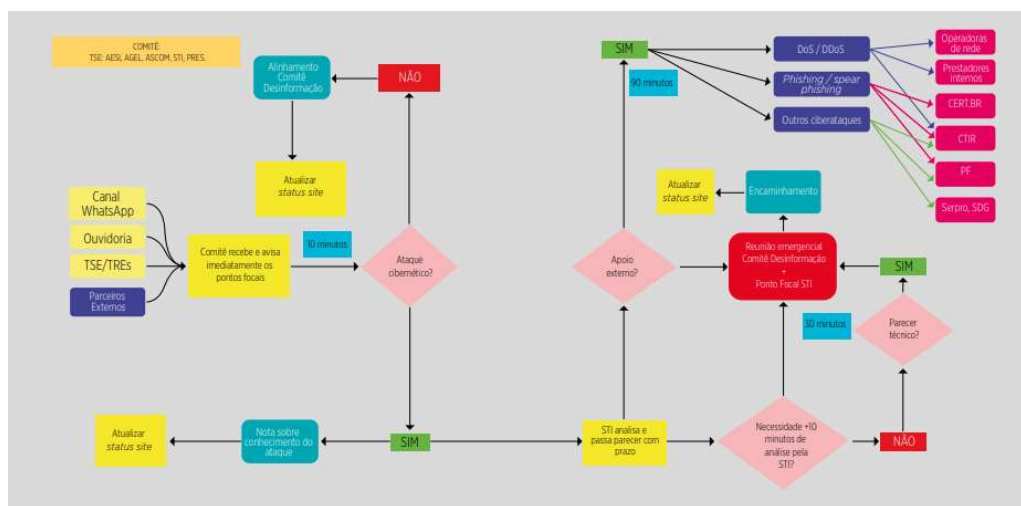 COMITÊ:
TSE: AESI, AGEL, ASCOM, STI, PRES.
Alinhamento
Comitê
Desinformação
NÃO
Atualizar
status site
Canal
WhatsApp
Ouvidoria
TSE/TREs
Parceiros
Externos
Comitê recebe e avisa
imediatamente os
pontos focais
10 minutos
Ataque
cibernético?
Atualizar
status site
Nota sobre
conhecimento do
ataque
SIM
SIM
90 minutos
DoS / DDoS
Phishing / spear
phishing
Outros ciberataques
Operadoras
de rede
Prestadores
internos
CERT.BR
CTIR
PF
Serpro, SDG
Atualizar
status site
Encaminhamento
Apoio
externo?
Reunião emergencial
Comitê Desinformação
+
Ponto Focal STI
SIM
30 minutos
Parecer
técnico?
STI analisa e
passa parecer com
prazo
Necessidade +10
minutos de
análise pela
STI?
NÃO